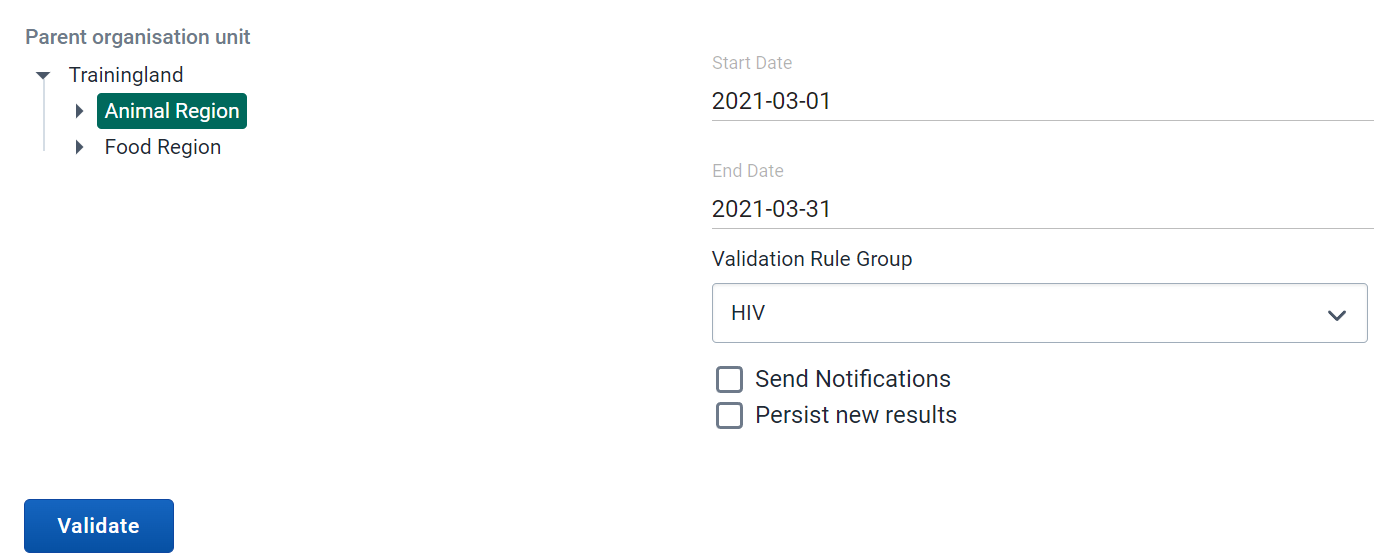 Parent organisation unit
Trainingland
Animal Region
Food Region
Start Date
2021-03-01
End Date
2021-03-31
Validation Rule Group
HIV
Send Notifications
Persist new results
Validate